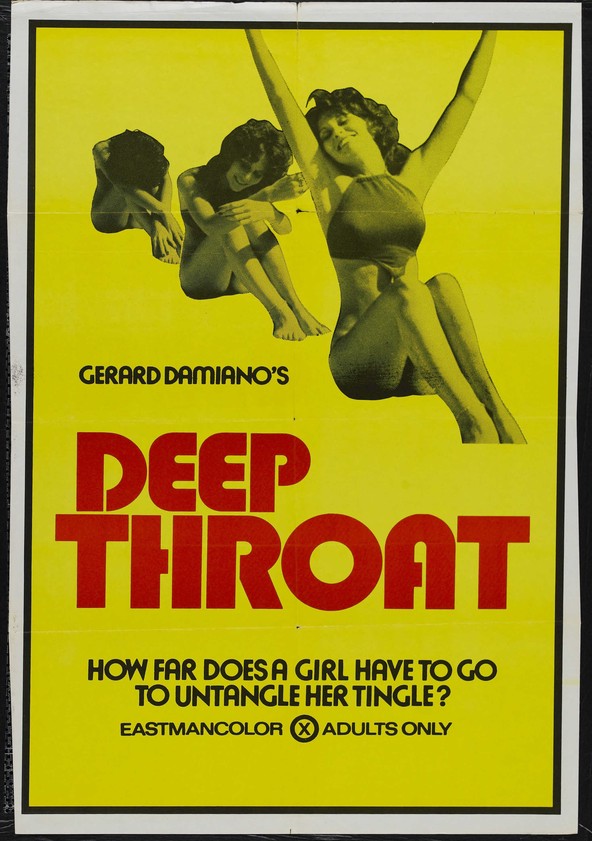 GERARD DAMIANO'S
DEEP
THROAT
HOW FAR DOES A GIRL HAVE TO GO
TO UNTANGLE HER TINGLE?
EASTMANCOLOR X ADULTS ONLY